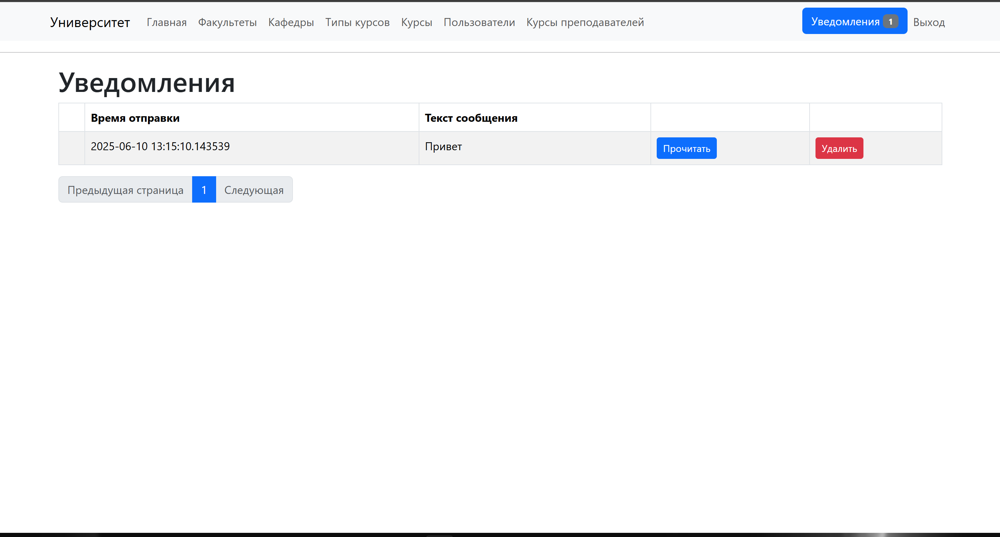 Университет Главная Факультеты Кафедры Типы курсов Курсы Пользователи Курсы преподавателей Уведомления 1 Выход
Уведомления
Время отправки Текст сообщения
2025-06-10 13:15:10.143539 Привет Прочитать Удалить
Предыдущая страница 1 Следующая